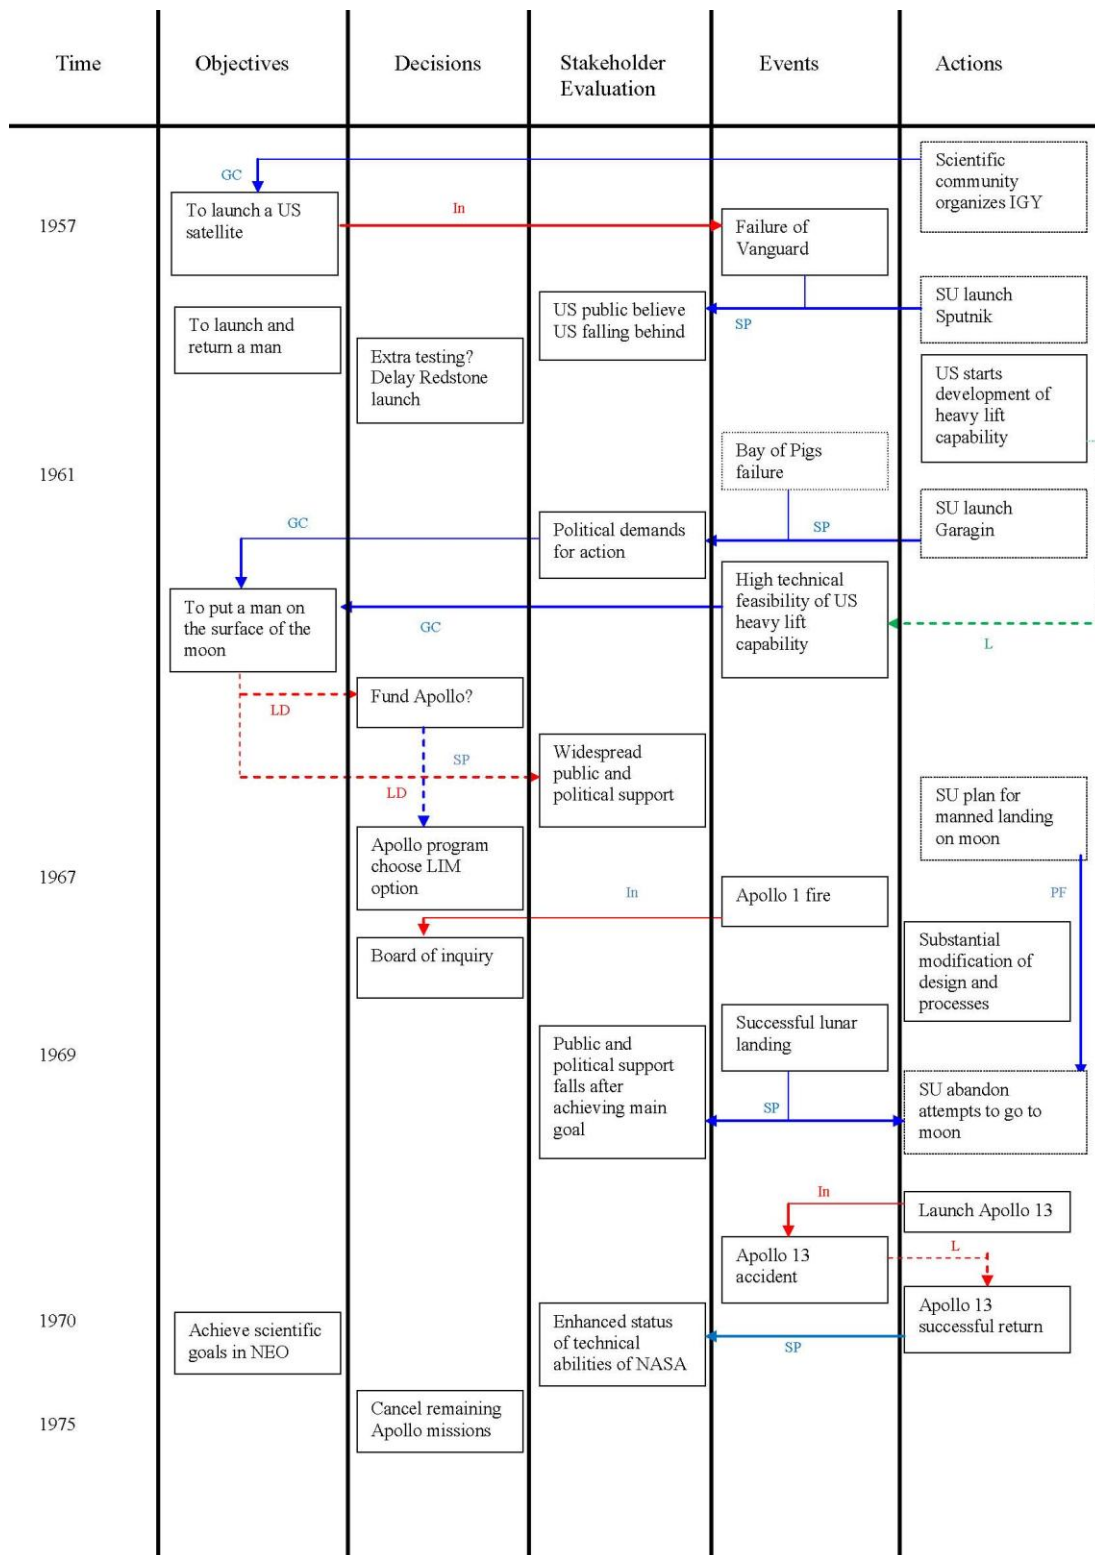 Time
Objectives
Decisions
Stakeholder
Evaluation
Events
Actions
GC
Scientific
community
organizes IGY
1957
To launch a US
satellite
In
Failure of
Vanguard
To launch and
return a man
US public believe
US falling behind
SP
SU launch
Sputnik
Extra testing?
Delay Redstone
launch
US starts
development of
heavy lift
capability
Bay of Pigs
failure
1961
GC
Political demands
for action
SP
SU launch
Garagin
To put a man on
the surface of the
moon
GC
High technical
feasibility of US
heavy lift
capability
L
LD
Fund Apollo?
SP
LD
Widespread
public and
political support
SU plan for
manned landing
on moon
Apollo program
choose LIM
option
1967
In
Apollo 1 fire
PF
Board of inquiry
Substantial
modification of
design and
processes
1969
Public and
political support
falls after
achieving main
goal
Successful lunar
landing
SP
SU abandon
attempts to go to
moon
In
Launch Apollo 13
Apollo 13
accident
L
1970
Achieve scientific
goals in NEO
Enhanced status
of technical
abilities of NASA
SP
Apollo 13
successful return
1975
Cancel remaining
Apollo missions